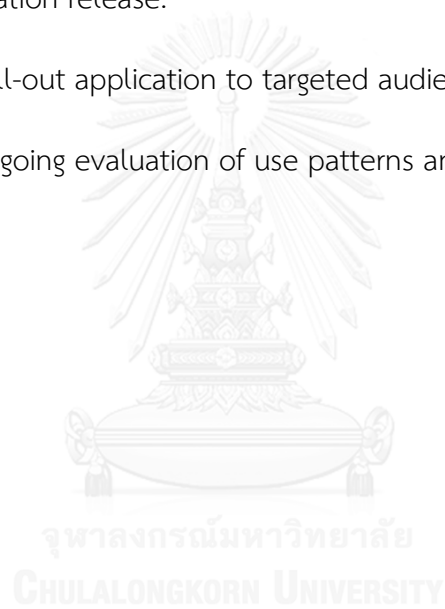 ation release.
ll-out application to targeted audie
going evaluation of use patterns ar
จุฬาลงกรณ์มหาวิทยาลัย
CHULALONGKORN UNIVERSITY